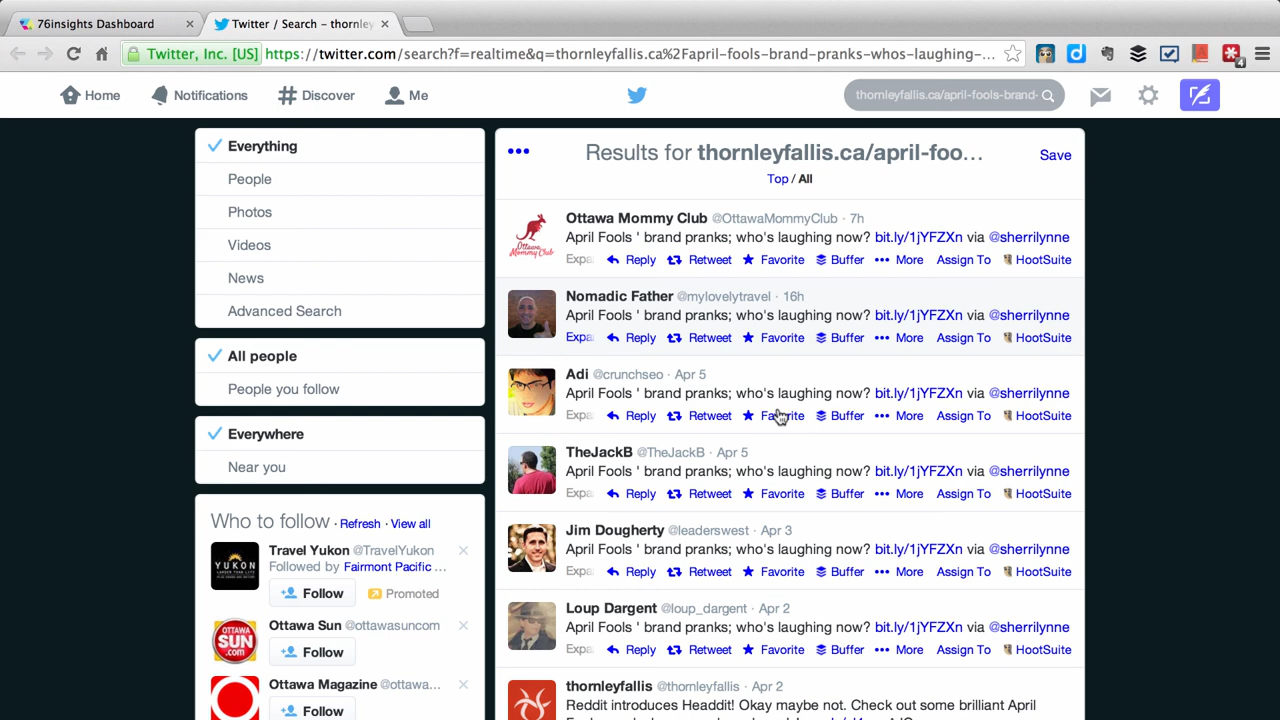 76insights Dashboard
Twitter / Search – thornley
Twitter, Inc. [US]
https://twitter.com/search?f=realtime&q=thornleyfallis.ca%2Fapril-fools-brand-pranks-whos-laughing-…
4
Home
Notifications
Discover
Me
thornleyfallis.ca/april-fools-brand-
Everything
People
Photos
Videos
News
Advanced Search
All people
People you follow
Everywhere
Near you
Who to follow · Refresh · View all
Travel Yukon @TravelYukon
Followed by Fairmont Pacific ...
YUKON
Follow
Promoted
Ottawa Sun @ottawasuncom
OTTAWA SUN .com
Follow
Ottawa Magazine @ottawa...
Follow
Results for thornleyfallis.ca/april-foo...
Save
Top / All
Ottawa Mommy Club @OttawaMommyClub · 7h
April Fools ' brand pranks; who's laughing now? bit.ly/1jYFZXn via @sherrilynne
Expa Reply Retweet Favorite Buffer More Assign To HootSuite
Ottawa
Mommy Club
Nomadic Father @mylovelytravel · 16h
April Fools ' brand pranks; who's laughing now? bit.ly/1jYFZXn via @sherrilynne
Expa Reply Retweet Favorite Buffer More Assign To HootSuite
Adi @crunchseo · Apr 5
April Fools ' brand pranks; who's laughing now? bit.ly/1jYFZXn via @sherrilynne
Expa Reply Retweet Favorite Buffer More Assign To HootSuite
TheJackB @TheJackB · Apr 5
April Fools ' brand pranks; who's laughing now? bit.ly/1jYFZXn via @sherrilynne
Expa Reply Retweet Favorite Buffer More Assign To HootSuite
Jim Dougherty @leaderswest · Apr 3
April Fools ' brand pranks; who's laughing now? bit.ly/1jYFZXn via @sherrilynne
Expa Reply Retweet Favorite Buffer More Assign To HootSuite
Loup Dargent @loup_dargent · Apr 2
April Fools ' brand pranks; who's laughing now? bit.ly/1jYFZXn via @sherrilynne
Expa Reply Retweet Favorite Buffer More Assign To HootSuite
thornleyfallis @thornleyfallis · Apr 2
Reddit introduces Headdit! Okay maybe not. Check out some brilliant April